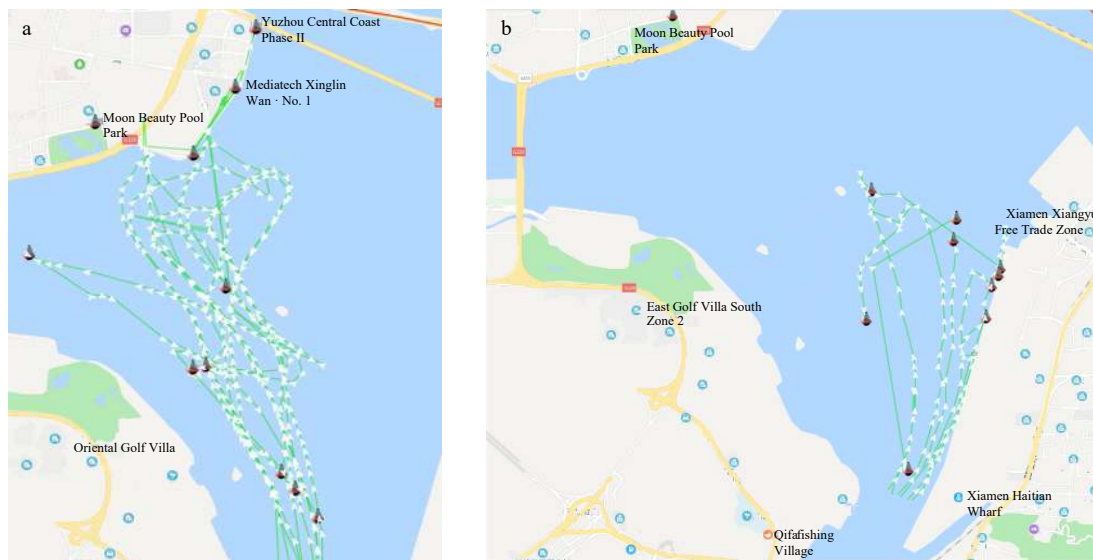 a
Yuzhou Central Coast
Phase II
Mediatech Xinglin
Wan · No. 1
Moon Beauty Pool
Park
Oriental Golf Villa
b
Moon Beauty Pool
Park
Xiamen Xiangyu
Free Trade Zone
East Golf Villa South
Zone 2
Xiamen Haitian
Wharf
Qifafishing
Village